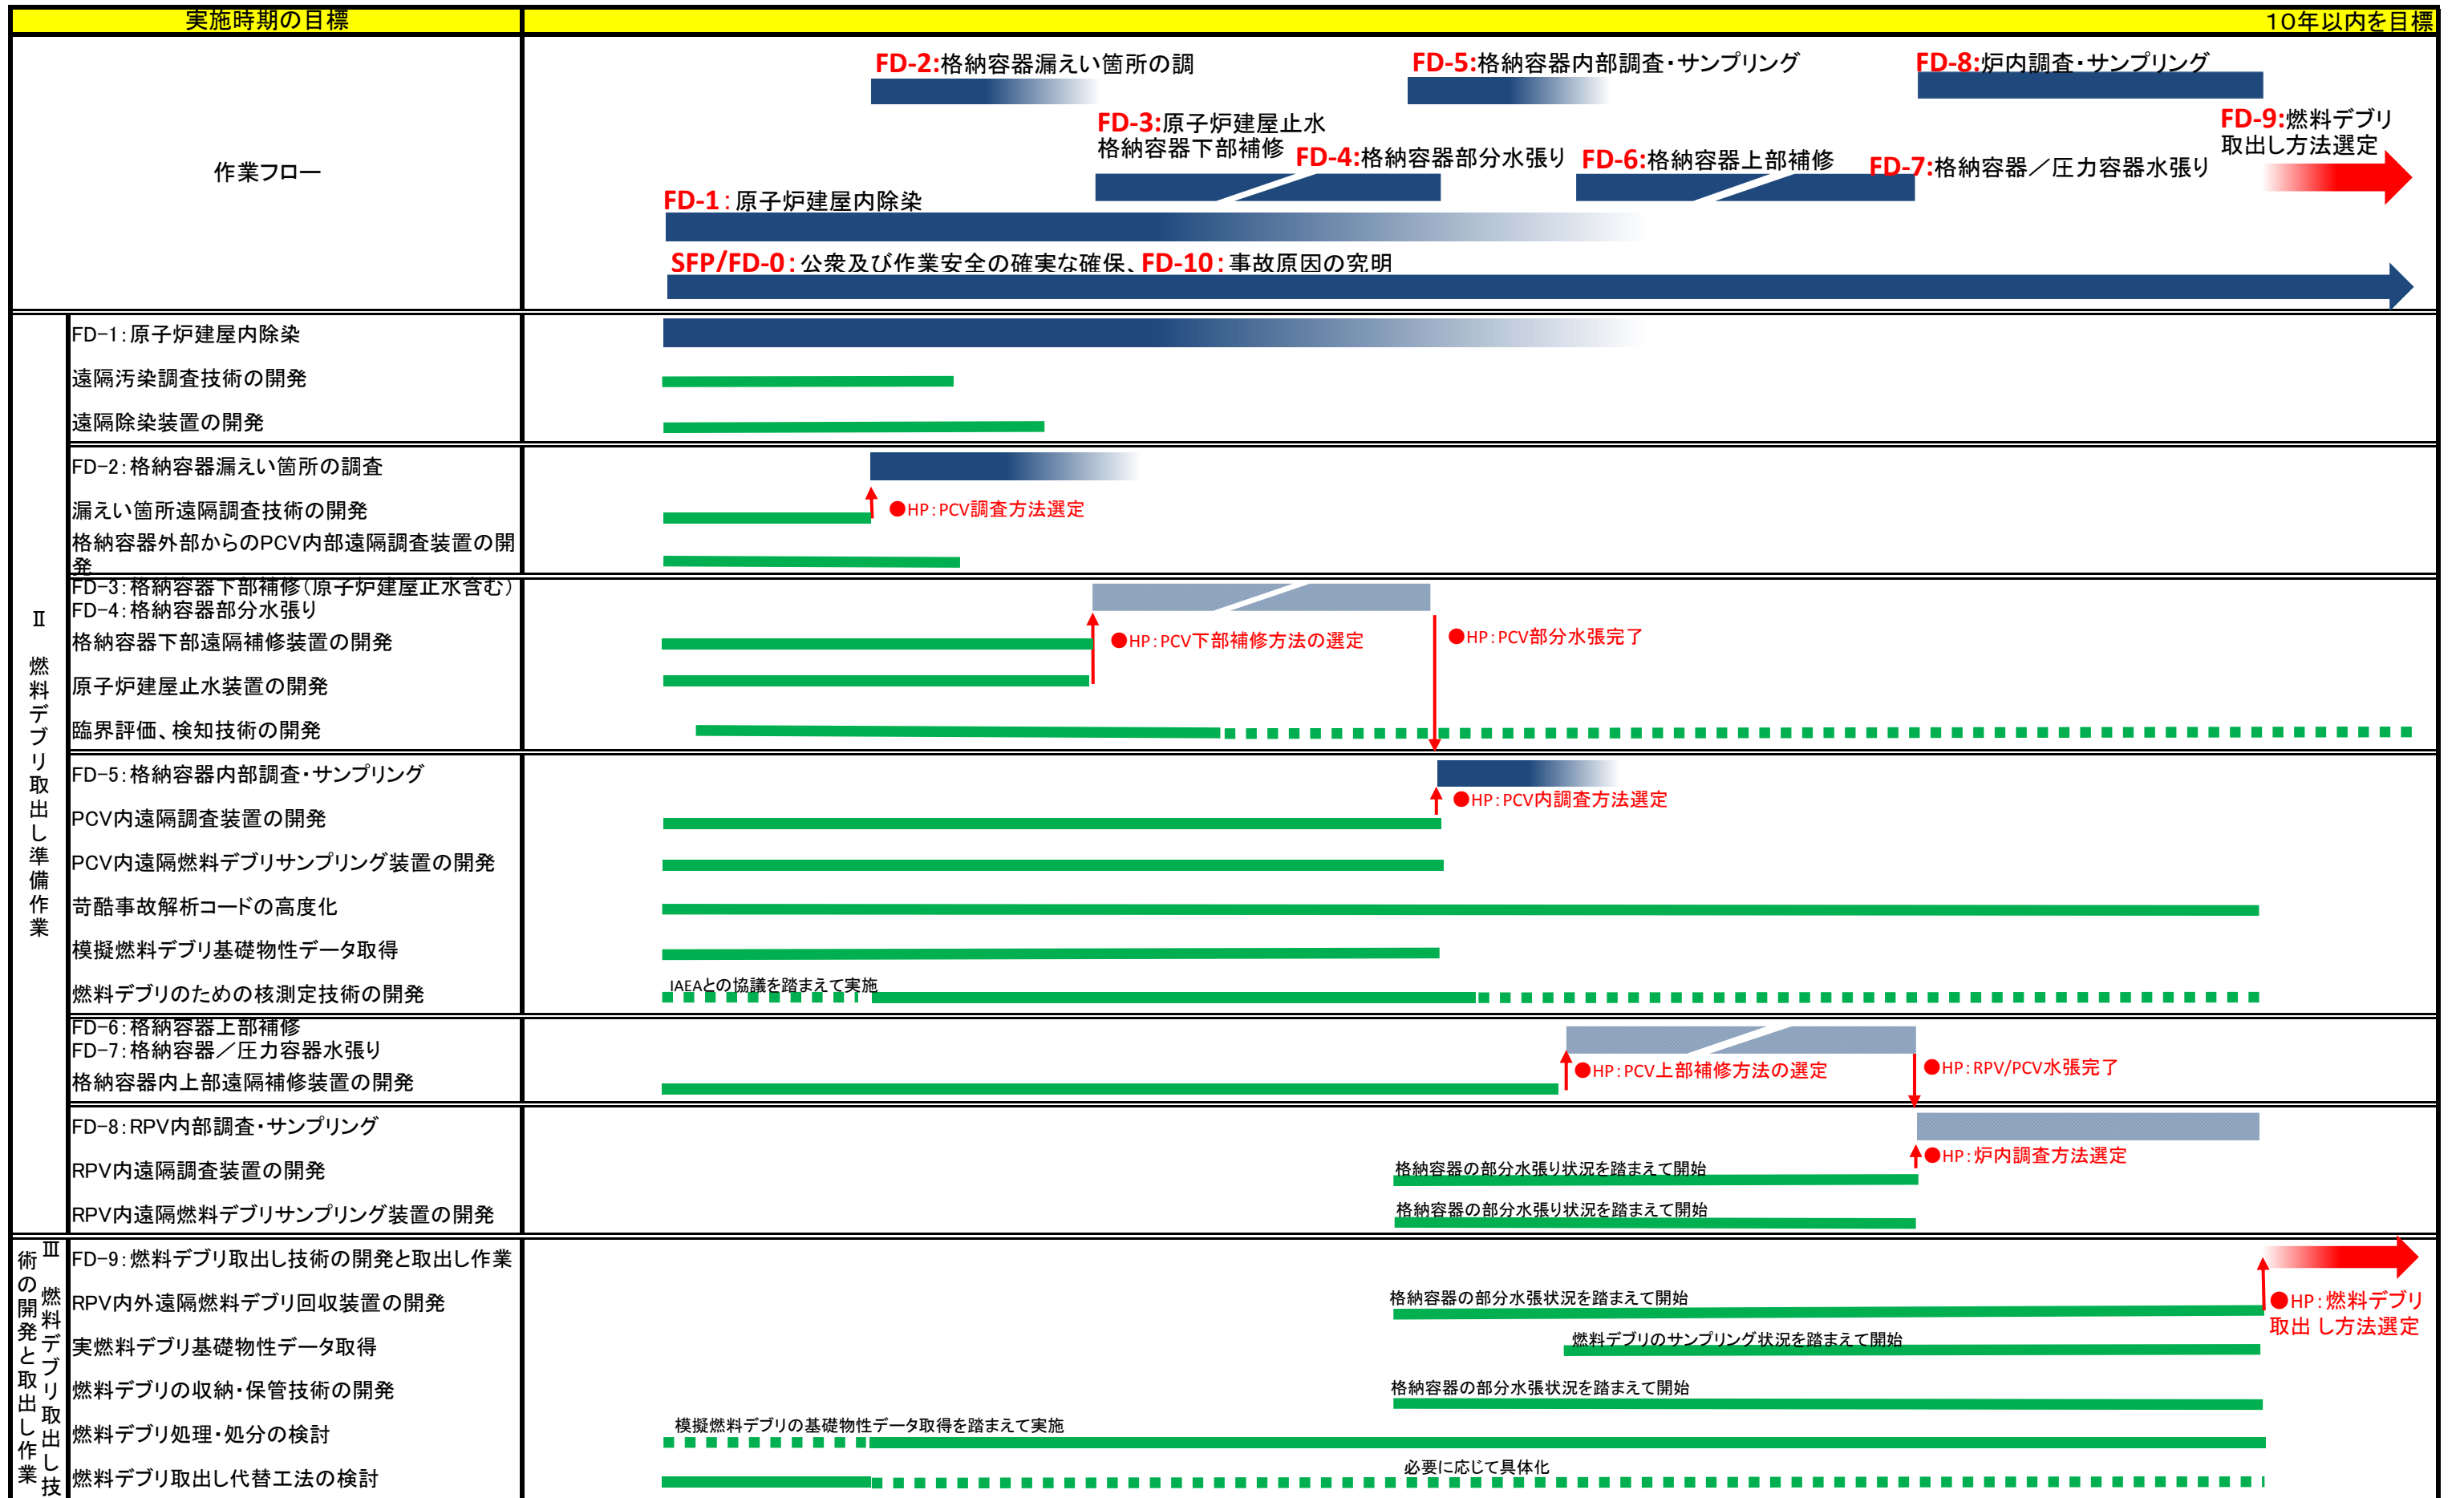 実施時期の目標
10年以内を目標
作業フロー
FD-2:格納容器漏えい箇所の調
FD-5:格納容器内部調査・サンプリング
FD-8:炉内調査・サンプリング
FD-3:原子炉建屋止水
格納容器下部補修
FD-4:格納容器部分水張り
FD-6:格納容器上部補修
FD-7:格納容器／圧力容器水張り
FD-9:燃料デブリ
取出し方法選定
FD-1：原子炉建屋内除染
SFP/FD-0：公衆及び作業安全の確実な確保、FD-10：事故原因の究明
Ⅱ 燃料デブリ取出し準備作業
FD-1：原子炉建屋内除染
遠隔汚染調査技術の開発
遠隔除染装置の開発
FD-2：格納容器漏えい箇所の調査
漏えい箇所遠隔調査技術の開発
●HP：PCV調査方法選定
格納容器外部からのPCV内部遠隔調査装置の開
発
FD-3：格納容器下部補修（原子炉建屋止水含む）
FD-4：格納容器部分水張り
格納容器下部遠隔補修装置の開発
●HP：PCV下部補修方法の選定
●HP：PCV部分水張完了
原子炉建屋止水装置の開発
臨界評価、検知技術の開発
FD-5：格納容器内部調査・サンプリング
●HP：PCV内調査方法選定
PCV内遠隔調査装置の開発
PCV内遠隔燃料デブリサンプリング装置の開発
苛酷事故解析コードの高度化
模擬燃料デブリ基礎物性データ取得
燃料デブリのための核測定技術の開発
IAEAとの協議を踏まえて実施
FD-6：格納容器上部補修
FD-7：格納容器／圧力容器水張り
格納容器内上部遠隔補修装置の開発
●HP：PCV上部補修方法の選定
●HP：RPV/PCV水張完了
FD-8：RPV内部調査・サンプリング
●HP：炉内調査方法選定
RPV内遠隔調査装置の開発
格納容器の部分水張り状況を踏まえて開始
RPV内遠隔燃料デブリサンプリング装置の開発
格納容器の部分水張り状況を踏まえて開始
Ⅲ 燃料デブリ取出し技
術の開発と取出し作業
FD-9：燃料デブリ取出し技術の開発と取出し作業
RPV内外遠隔燃料デブリ回収装置の開発
格納容器の部分水張状況を踏まえて開始
●HP：燃料デブリ
取出 し方法選定
実燃料デブリ基礎物性データ取得
燃料デブリのサンプリング状況を踏まえて開始
燃料デブリの収納・保管技術の開発
格納容器の部分水張状況を踏まえて開始
燃料デブリ処理・処分の検討
模擬燃料デブリの基礎物性データ取得を踏まえて実施
燃料デブリ取出し代替工法の検討
必要に応じて具体化